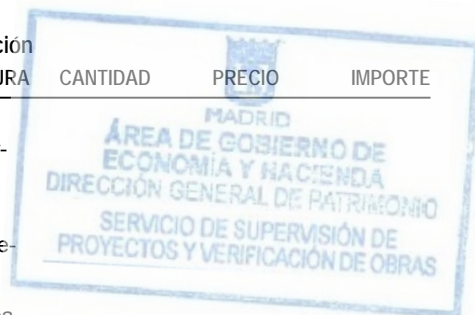 ción
URA CANTIDAD PRECIO IMPORTE
MADRID
ÁREA DE GOBIERNO DE
ECONOMÍA Y HACIENDA
DIRECCIÓN GENERAL DE PATRIMONIO
SERVICIO DE SUPERVISIÓN DE
PROYECTOS Y VERIFICACIÓN DE OBRAS
e-